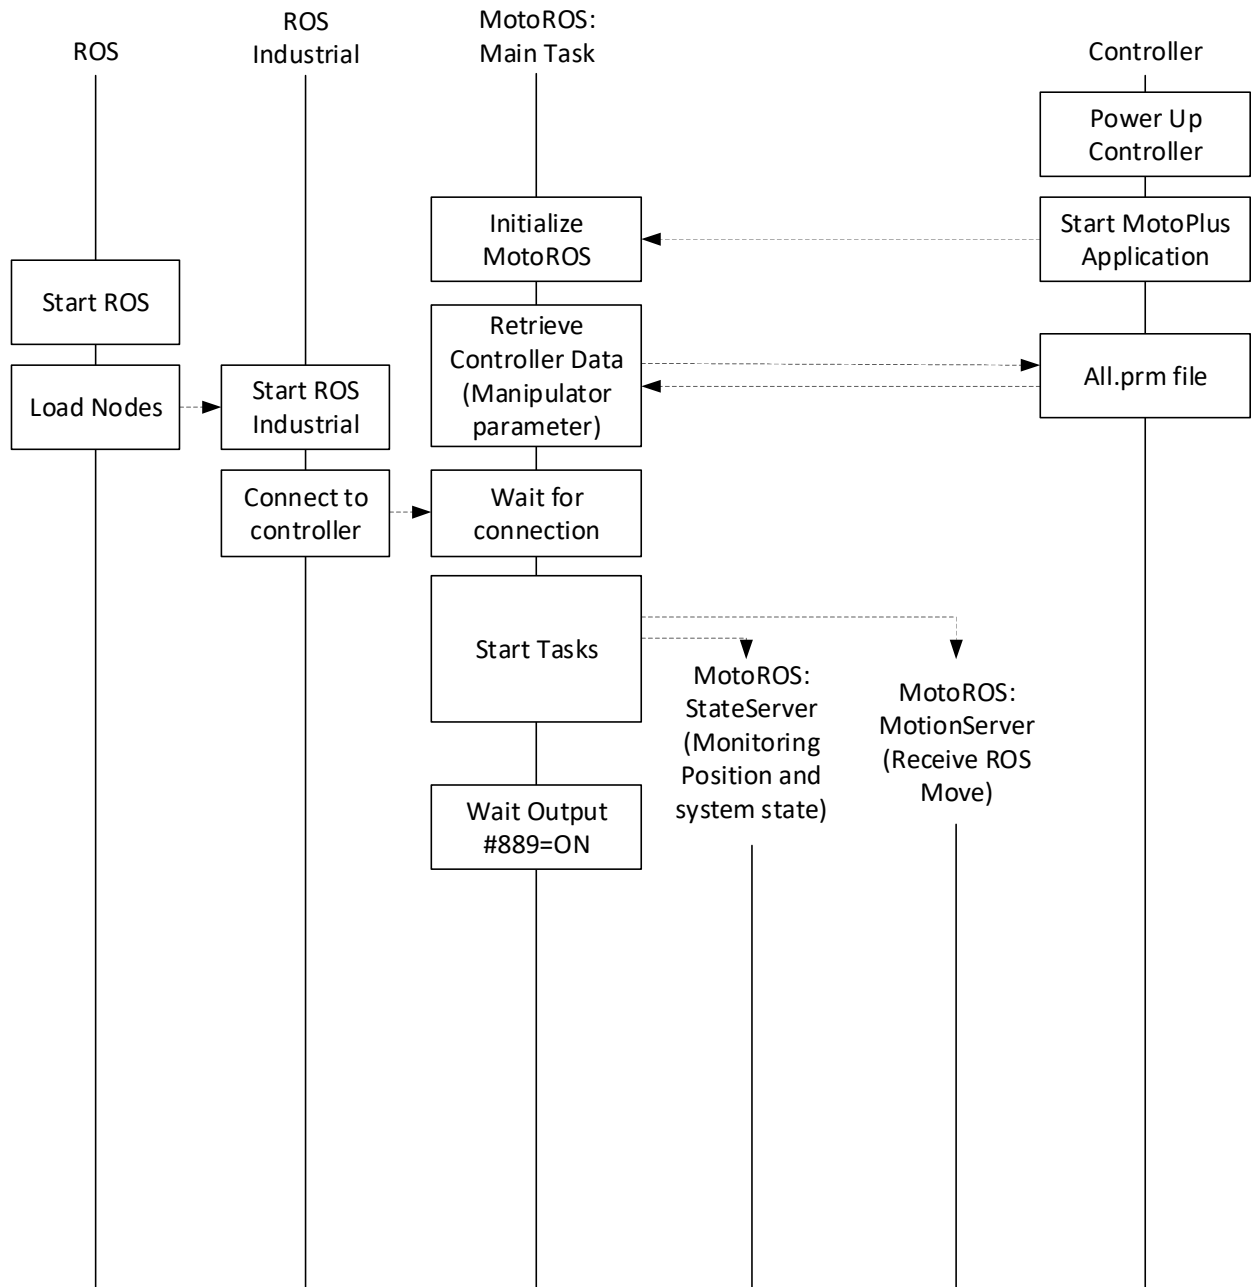 ROS
ROS
Industrial
MotoROS:
Main Task
Controller
Power Up
Controller
Initialize
MotoROS
Start MotoPlus
Application
Start ROS
Retrieve
Controller Data
(Manipulator
parameter)
All.prm file
Load Nodes
Start ROS
Industrial
Connect to
controller
Wait for
connection
Start Tasks
MotoROS:
StateServer
(Monitoring
Position and
system state)
MotoROS:
MotionServer
(Receive ROS
Move)
Wait Output
#889=ON